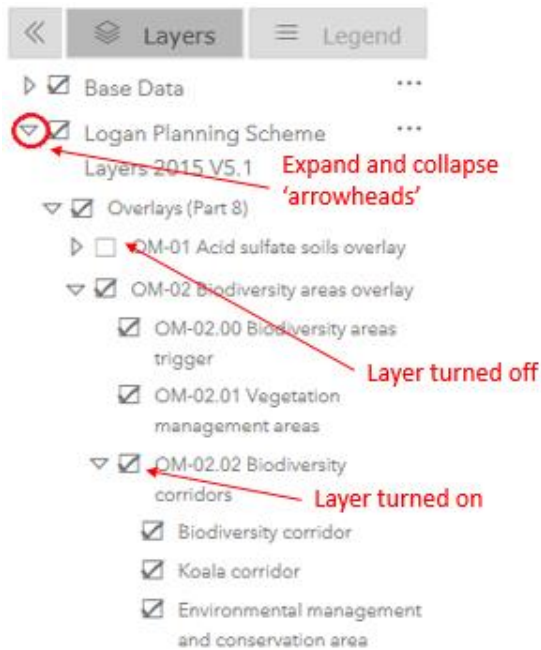 Layers Legend
Base Data
Logan Planning Scheme
Layers 2015 V5.1
Expand and collapse
'arrowheads'
Overlays (Part 8)
OM-01 Acid sulfate soils overlay
OM-02 Biodiversity areas overlay
OM-02.00 Biodiversity areas
trigger
Layer turned off
OM-02.01 Vegetation
management areas
OM-02.02 Biodiversity
corridors
Layer turned on
Biodiversity corridor
Koala corridor
Environmental management
and conservation area